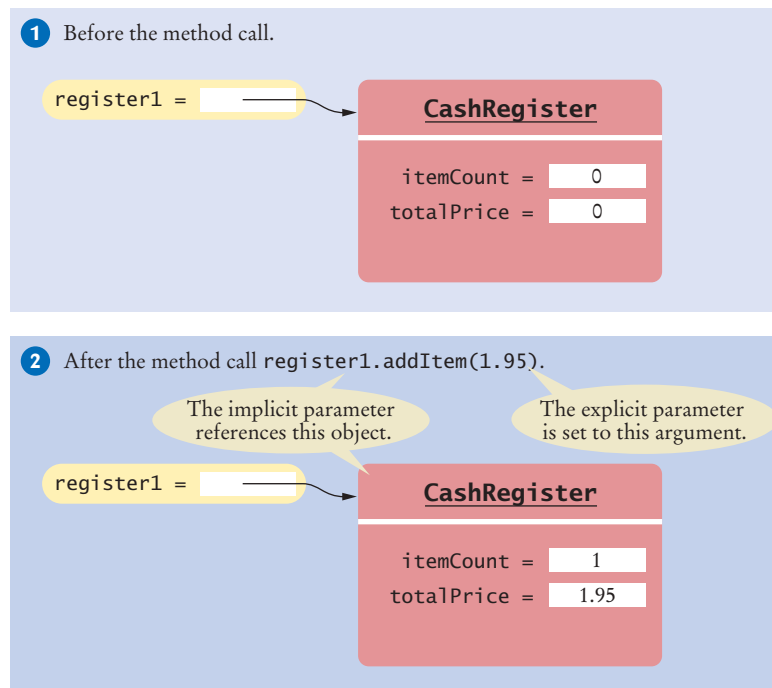 1 Before the method call.
register1 =
CashRegister
itemCount = 0
totalPrice = 0
2 After the method call register1.addItem(1.95).
The implicit parameter
references this object.
The explicit parameter
is set to this argument.
register1 =
CashRegister
itemCount = 1
totalPrice = 1.95